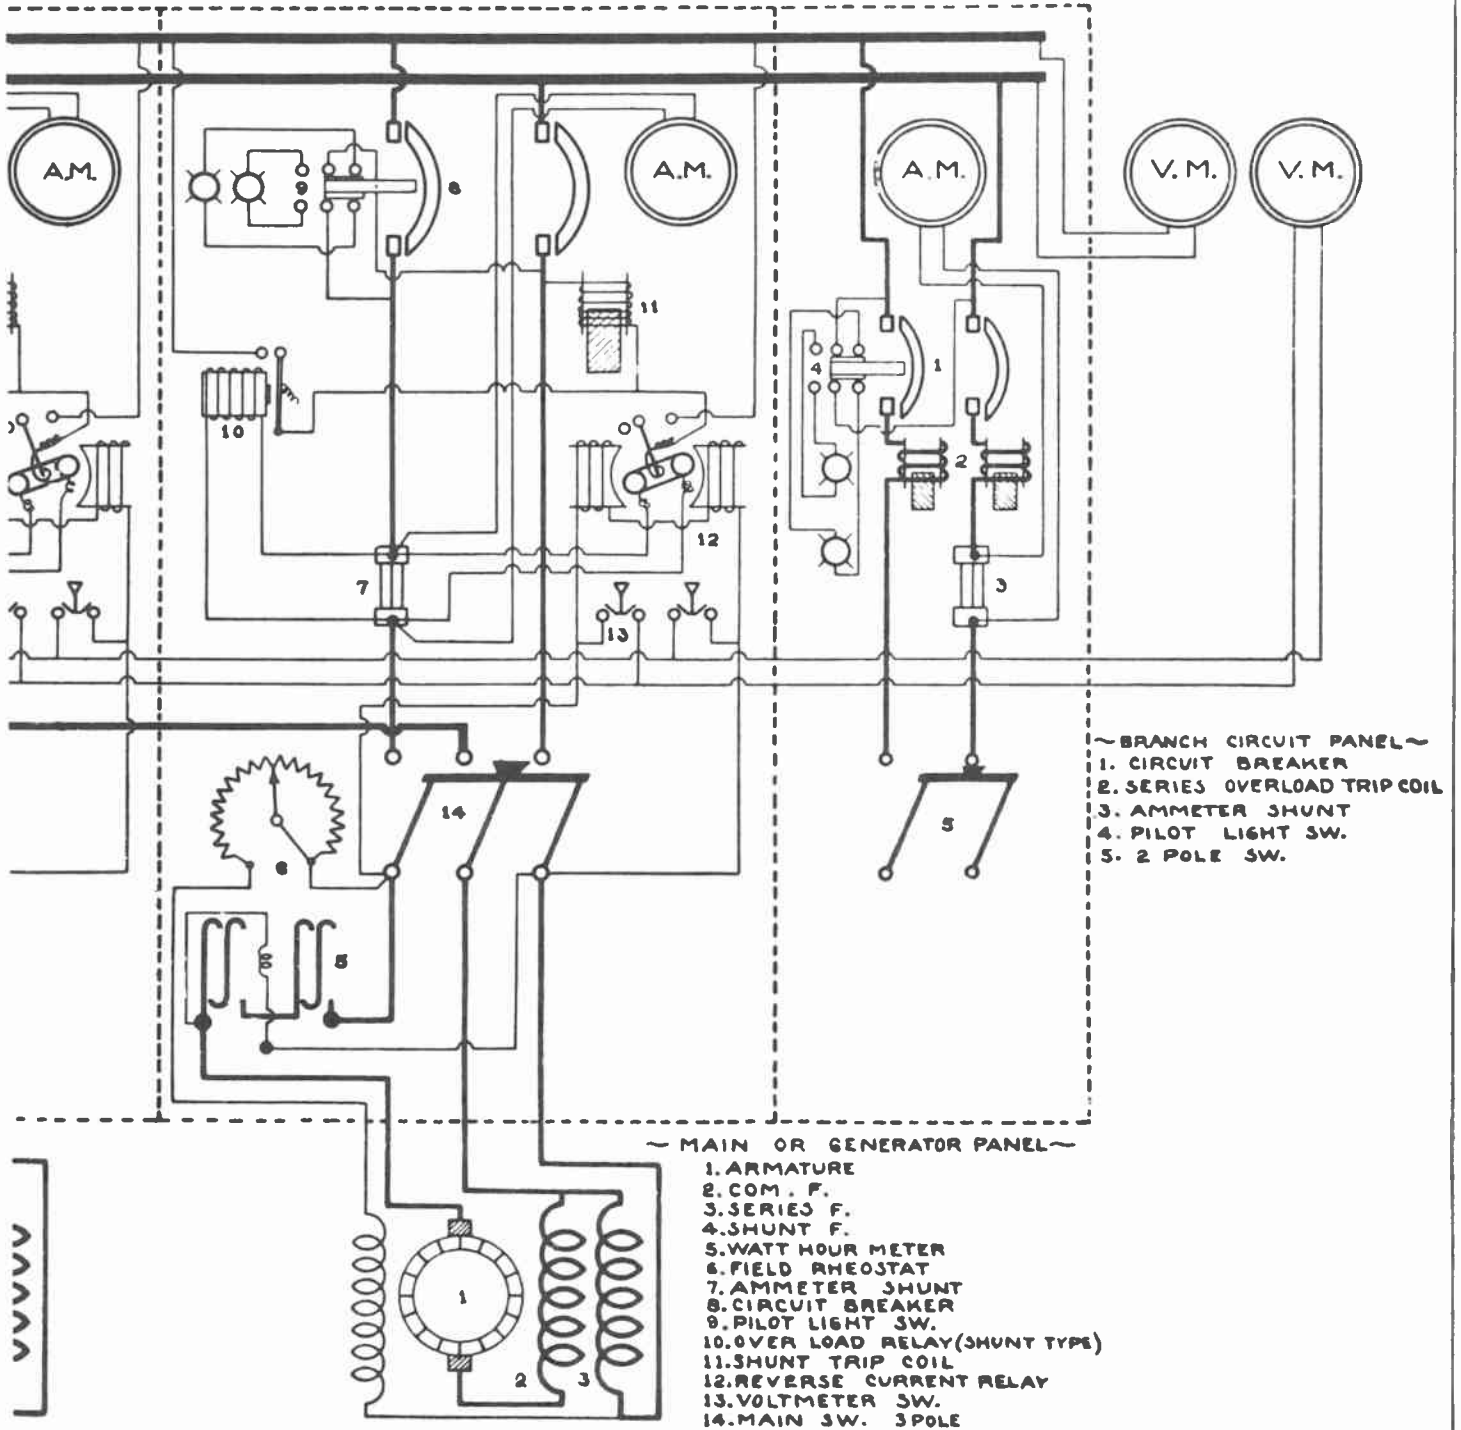 A.M.
A.M.
A.M.
V.M.
V.M.
9
8
11
10
12
7
13
14
6
5
1
4
2
3
5
~BRANCH CIRCUIT PANEL~
1. CIRCUIT BREAKER
2. SERIES OVERLOAD TRIP COIL
3. AMMETER SHUNT
4. PILOT LIGHT SW.
5. 2 POLE SW.
~MAIN OR GENERATOR PANEL~
1. ARMATURE
2. COM. F.
3. SERIES F.
4. SHUNT F.
5. WATT HOUR METER
6. FIELD RHEOSTAT
7. AMMETER SHUNT
8. CIRCUIT BREAKER
9. PILOT LIGHT SW.
10. OVER LOAD RELAY (SHUNT TYPE)
11. SHUNT TRIP COIL
12. REVERSE CURRENT RELAY
13. VOLTMETER SW.
14. MAIN SW. 3 POLE
1
2
3